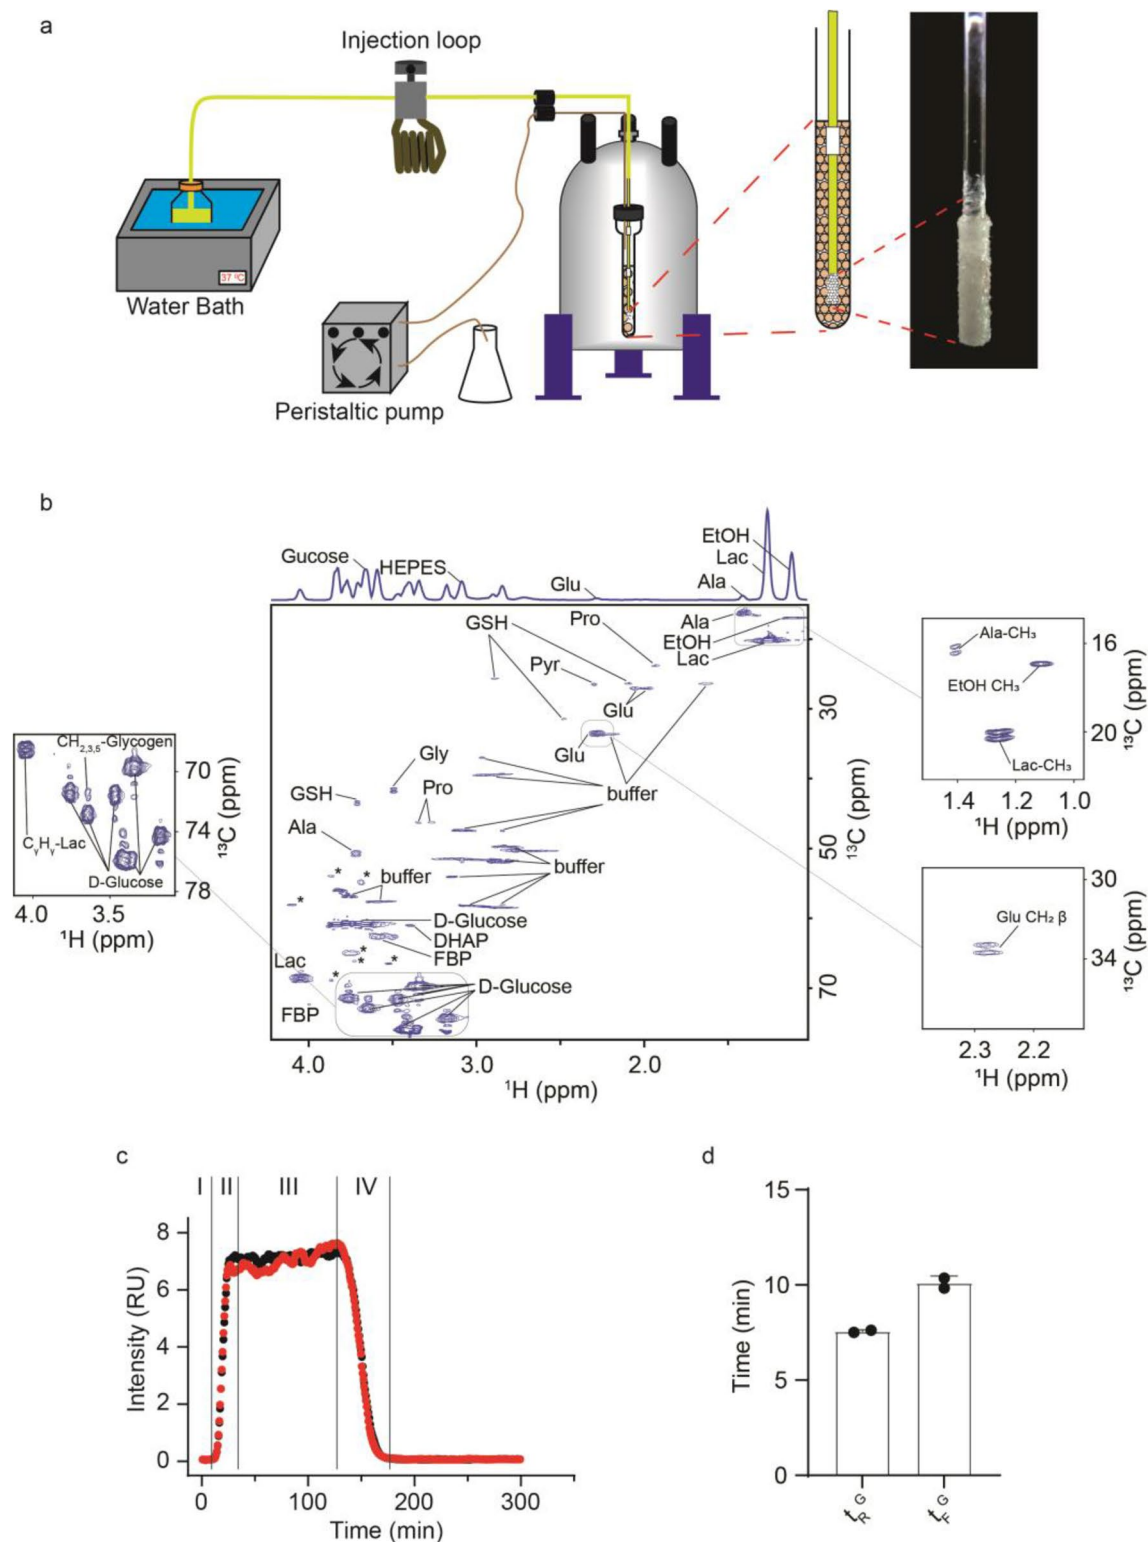 a
Injection loop
37 ºC
Water Bath
Peristaltic pump
b
Gucose
HEPES
Glu
EtOH
Lac
Ala
GSH
Pro
Ala
EtOH
Lac
Pyr
Glu
Glu
Gly
Pro
GSH
buffer
Ala
buffer
buffer
*
*
*
D-Glucose
DHAP
FBP
*
*
*
*
Lac
D-Glucose
FBP
30
50
70
¹³C (ppm)
4.0 3.0 2.0
¹H (ppm)
CH₂,₃,₅-Glycogen
CᵧHᵧ-Lac
D-Glucose
70
74
78
¹³C (ppm)
4.0 3.5
¹H (ppm)
Ala-CH₃
EtOH CH₃
Lac-CH₃
16
20
¹³C (ppm)
1.4 1.2 1.0
¹H (ppm)
Glu CH₂ β
30
34
¹³C (ppm)
2.3 2.2
¹H (ppm)
c
I II III IV
8
6
4
2
0
Intensity (RU)
0 100 200 300
Time (min)
d
15
10
5
0
Time (min)
t_R^G t_F^G